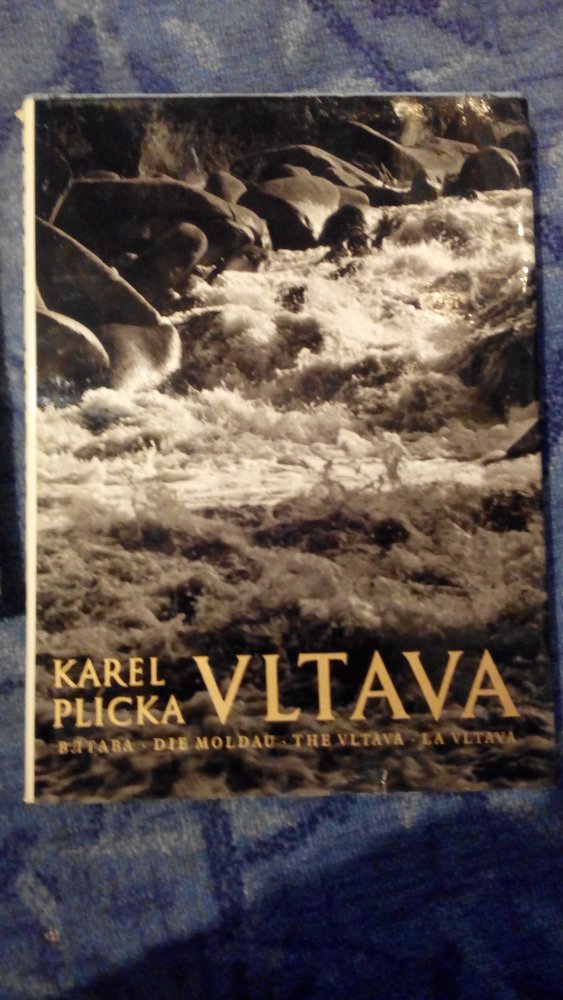 KAREL
PLICKA
VLTAVA
ВЛТАВА · DIE MOLDAU · THE VLTAVA · LA VLTAVA